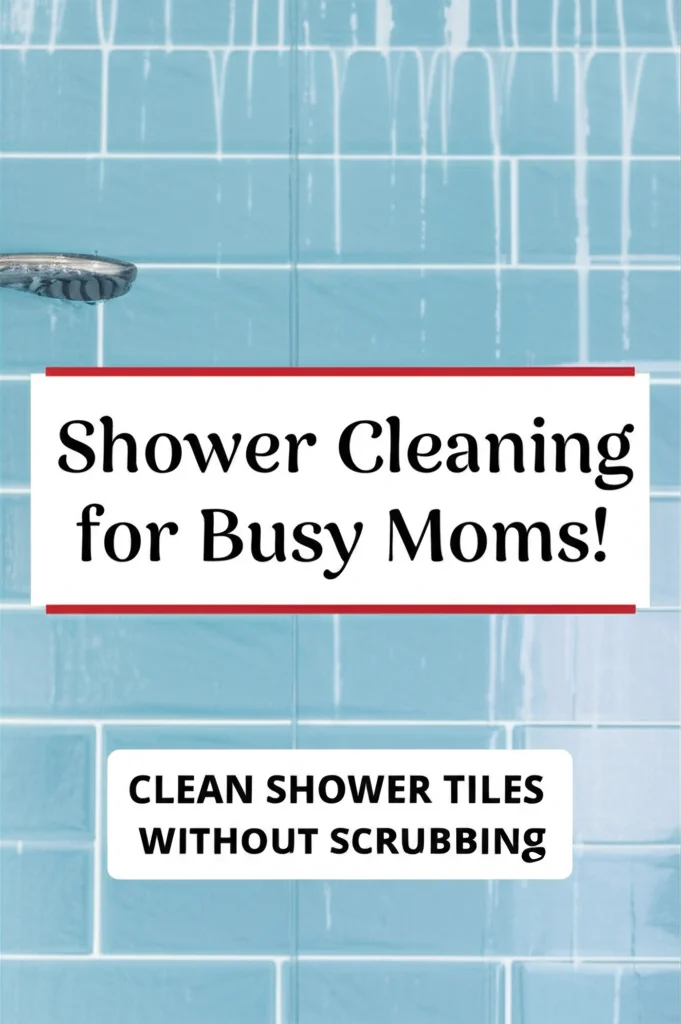 Shower Cleaning
for Busy Moms!
CLEAN SHOWER TILES
WITHOUT SCRUBBINg